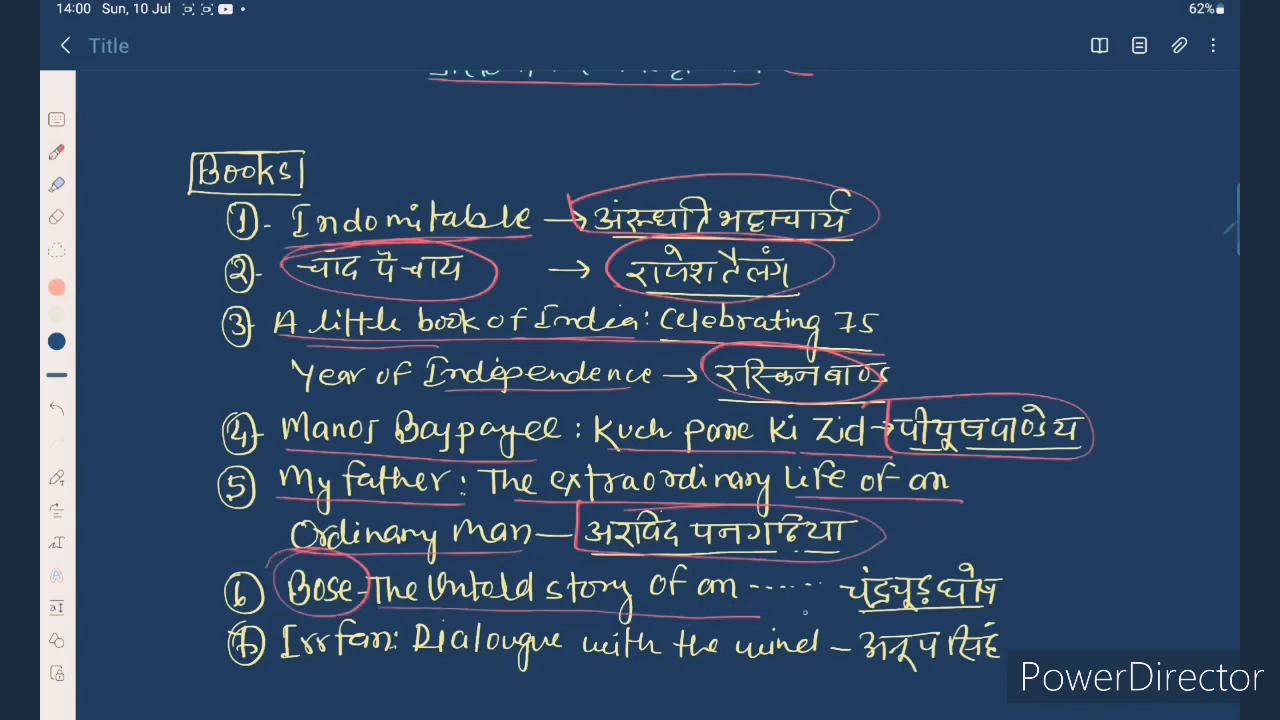 14:00 Sun, 10 Jul
62%
Title
Books
①- Indomitable → अंरुन्धति भट्टाचार्य
②- चाँद पे चाय → राजेश तैलंग
③- A little book of India: Celebrating 75
Year of Independence → रस्किन बाण्ड
④- Manoj Bajpayee: Kuch Pane Ki Zid → पीयूष पाण्डेय
⑤ My father: The extraordinary life of an
Ordinary Man — अरविंद पनगढिया
⑥ Bose - The Untold story of an ...... चंद्रचूड़ घोष
⑦ Irrfan: Dialougue with the wind - अनूप सिंह
PowerDirector